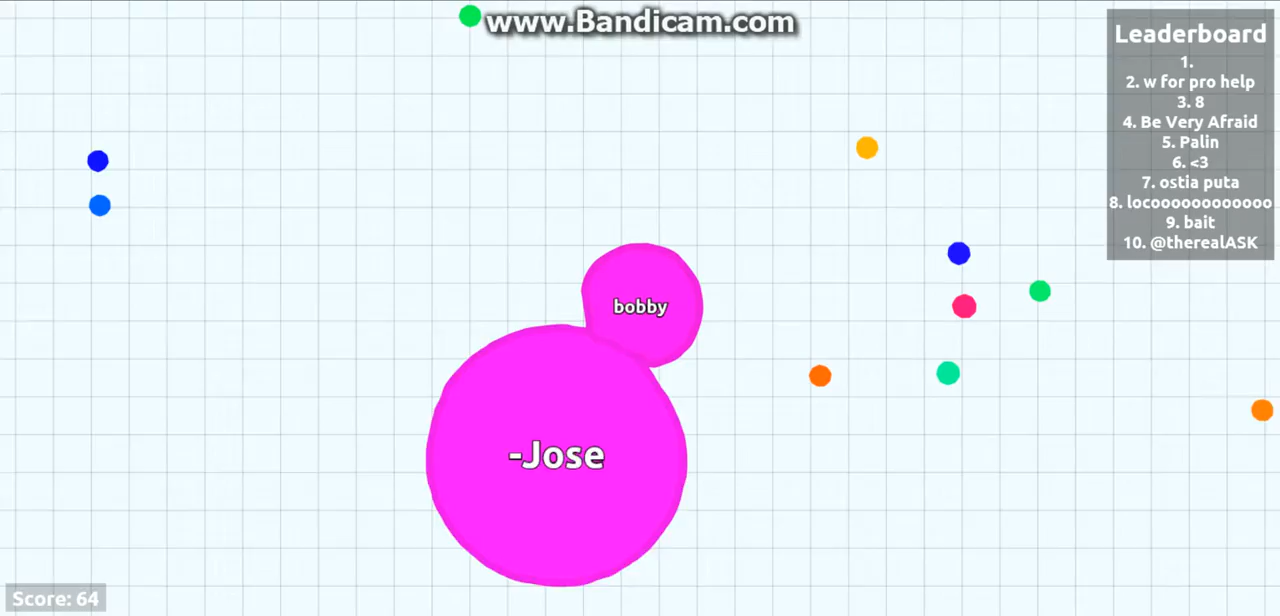 www.Bandicam.com
Leaderboard
1.
2. w for pro help
3. 8
4. Be Very Afraid
5. Palin
6. <3
7. ostia puta
8. locooooooooooooo
9. bait
10. @therealASK
bobby
-Jose
Score: 64